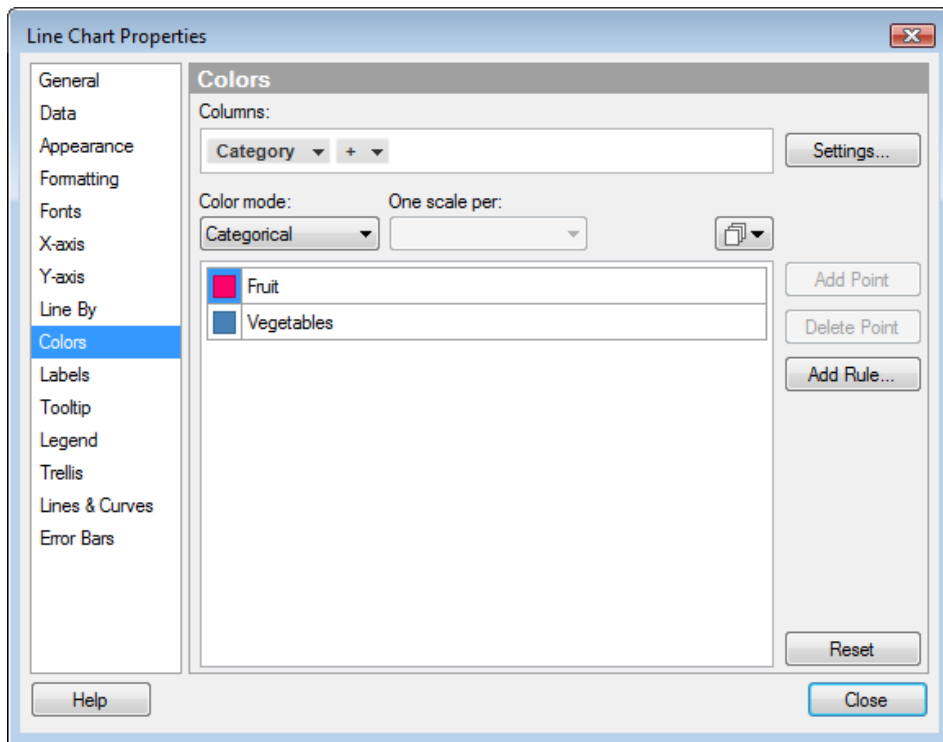 Line Chart Properties
General
Data
Appearance
Formatting
Fonts
X-axis
Y-axis
Line By
Colors
Labels
Tooltip
Legend
Trellis
Lines & Curves
Error Bars
Colors
Columns:
Category +
Settings...
Color mode: One scale per:
Categorical
Fruit
Vegetables
Add Point
Delete Point
Add Rule...
Reset
Help
Close